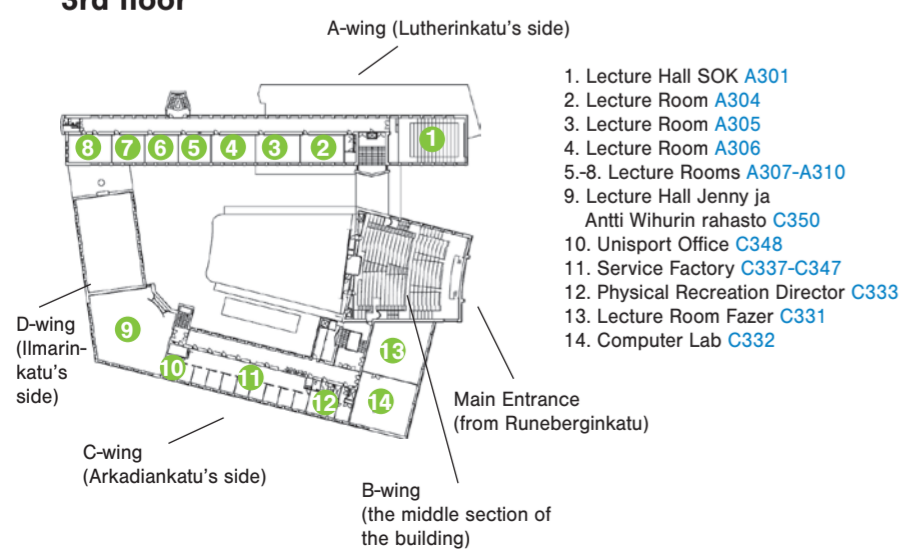 3rd floor
A-wing (Lutherinkatu's side)
1. Lecture Hall SOK A301
2. Lecture Room A304
3. Lecture Room A305
4. Lecture Room A306
5.-8. Lecture Rooms A307-A310
9. Lecture Hall Jenny ja
Antti Wihurin rahasto C350
10. Unisport Office C348
11. Service Factory C337-C347
12. Physical Recreation Director C333
13. Lecture Room Fazer C331
14. Computer Lab C332
8 7 6 5 4 3 2 1
9
10
11
12
13
14
D-wing
(Ilmarin-
katu's
side)
C-wing
(Arkadiankatu's side)
Main Entrance
(from Runeberginkatu)
B-wing
(the middle section of
the building)